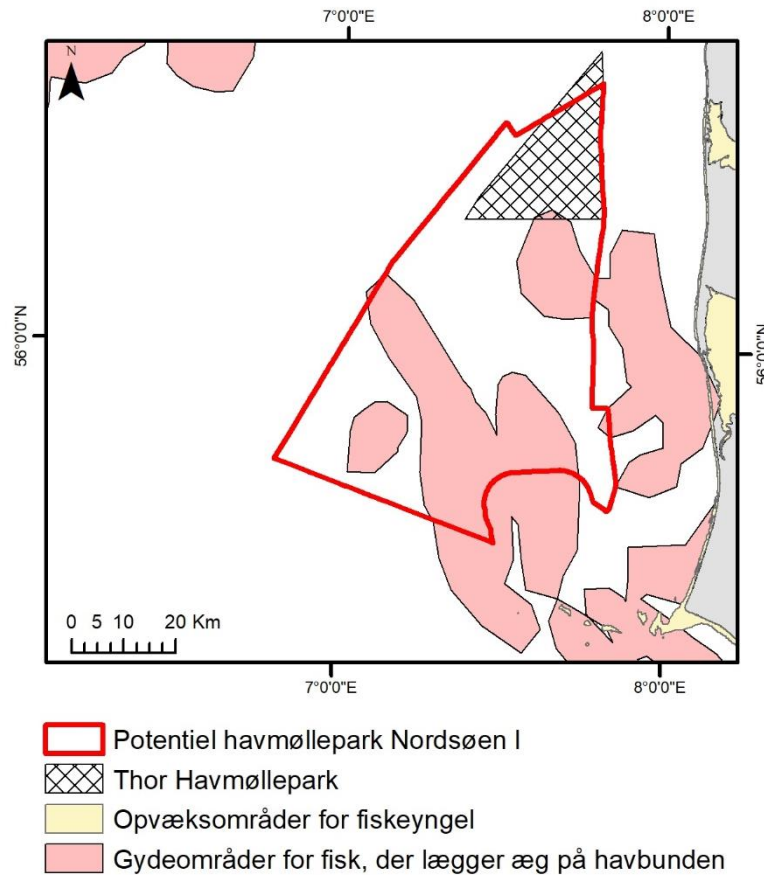 7°0'0"E
8°0'0"E
N
56°0'0"N
56°0'0"N
0 5 10 20 Km
7°0'0"E
8°0'0"E
Potentiel havmøllepark Nordsøen I
Thor Havmøllepark
Opvæksområder for fiskeyngel
Gydeområder for fisk, der lægger æg på havbunden